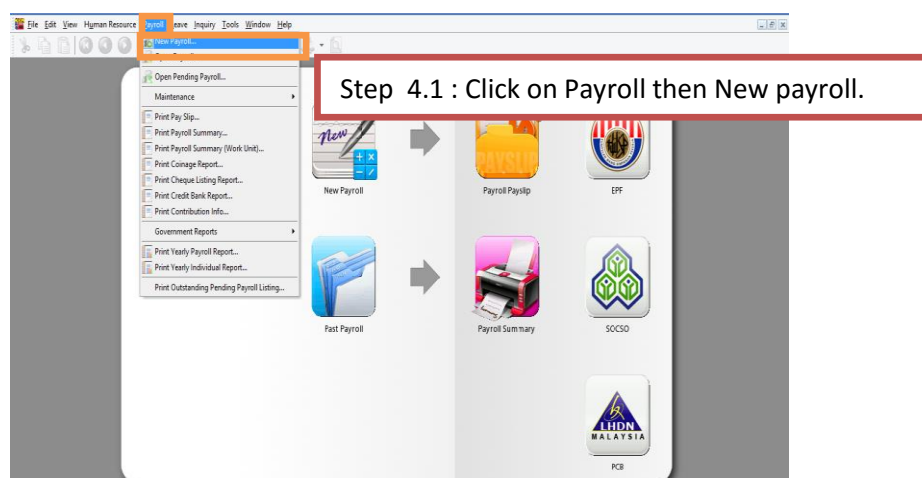 File Edit View Human Resource Payroll Leave Inquiry Tools Window Help
New Payroll...
Step 4.1 : Click on Payroll then New payroll.
Open Pending Payroll...
Maintenance
Print Pay Slip...
Print Payroll Summary...
Print Payroll Summary (Work Unit)...
Print Coinage Report...
Print Cheque Listing Report...
Print Credit Bank Report...
Print Contribution Info...
Government Reports
Print Yearly Payroll Report...
Print Yearly Individual Report...
Print Outstanding Pending Payroll Listing...
New
PAYSLIP
KWSP
New Payroll
Payroll Payslip
EPF
Past Payroll
Payroll Summary
SOCSO
LHDN
MALAYSIA
PCB